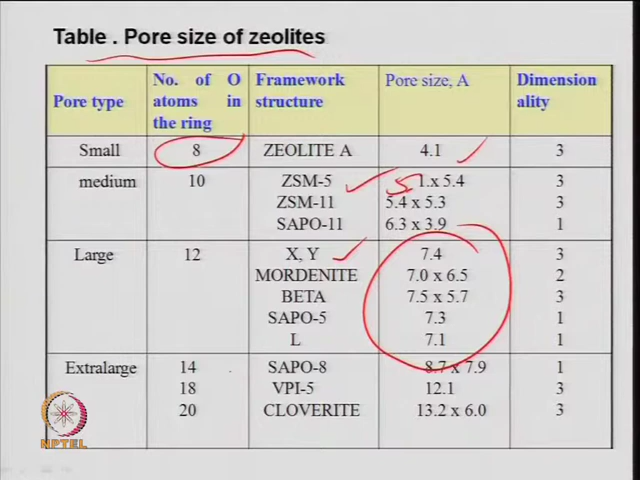 Table . Pore size of zeolites
Pore type No. of O atoms in the ring Framework structure Pore size, A Dimension ality
Small 8 ZEOLITE A 4.1 3
medium 10 ZSM-5 5 1.x 5.4 3
ZSM-11 5.4 x 5.3 3
SAPO-11 6.3 x 3.9 1
Large 12 X, Y 7.4 3
MORDENITE 7.0 x 6.5 2
BETA 7.5 x 5.7 3
SAPO-5 7.3 1
L 7.1 1
Extralarge 14 SAPO-8 8.7 x 7.9 1
18 VPI-5 12.1 3
20 CLOVERITE 13.2 x 6.0 3
NPTEL